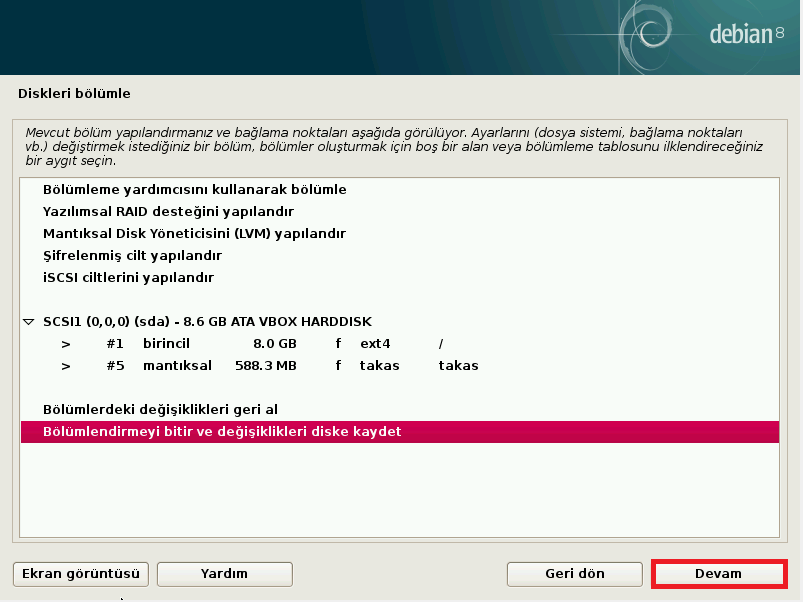 debian 8
Diskleri bölümle
Mevcut bölüm yapılandırmanız ve bağlama noktaları aşağıda görülüyor. Ayarlarını (dosya sistemi, bağlama noktaları
vb.) değiştirmek istediğiniz bir bölüm, bölümler oluşturmak için boş bir alan veya bölümleme tablosunu ilklendireceğiniz
bir aygıt seçin.
Bölümleme yardımcısını kullanarak bölümle
Yazılımsal RAID desteğini yapılandır
Mantıksal Disk Yöneticisini (LVM) yapılandır
Şifrelenmiş cilt yapılandır
iSCSI ciltlerini yapılandır
SCSI1 (0,0,0) (sda) - 8.6 GB ATA VBOX HARDDISK
> #1 birincil 8.0 GB f ext4 /
> #5 mantıksal 588.3 MB f takas takas
Bölümlerdeki değişiklikleri geri al
Bölümlendirmeyi bitir ve değişiklikleri diske kaydet
Ekran görüntüsü Yardım Geri dön Devam